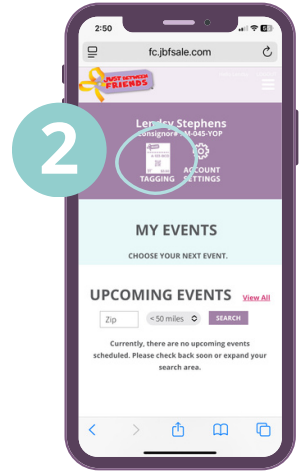 2:50
fc.jbfsale.com
JUST BETWEEN
FRIENDS
2
Lendry Stephens
TAGGING
ACCOUNT
SETTINGS
MY EVENTS
CHOOSE YOUR NEXT EVENT.
UPCOMING EVENTS View All
Zip < 50 miles SEARCH
Currently, there are no upcoming events
scheduled. Please check back soon or expand your
search area.